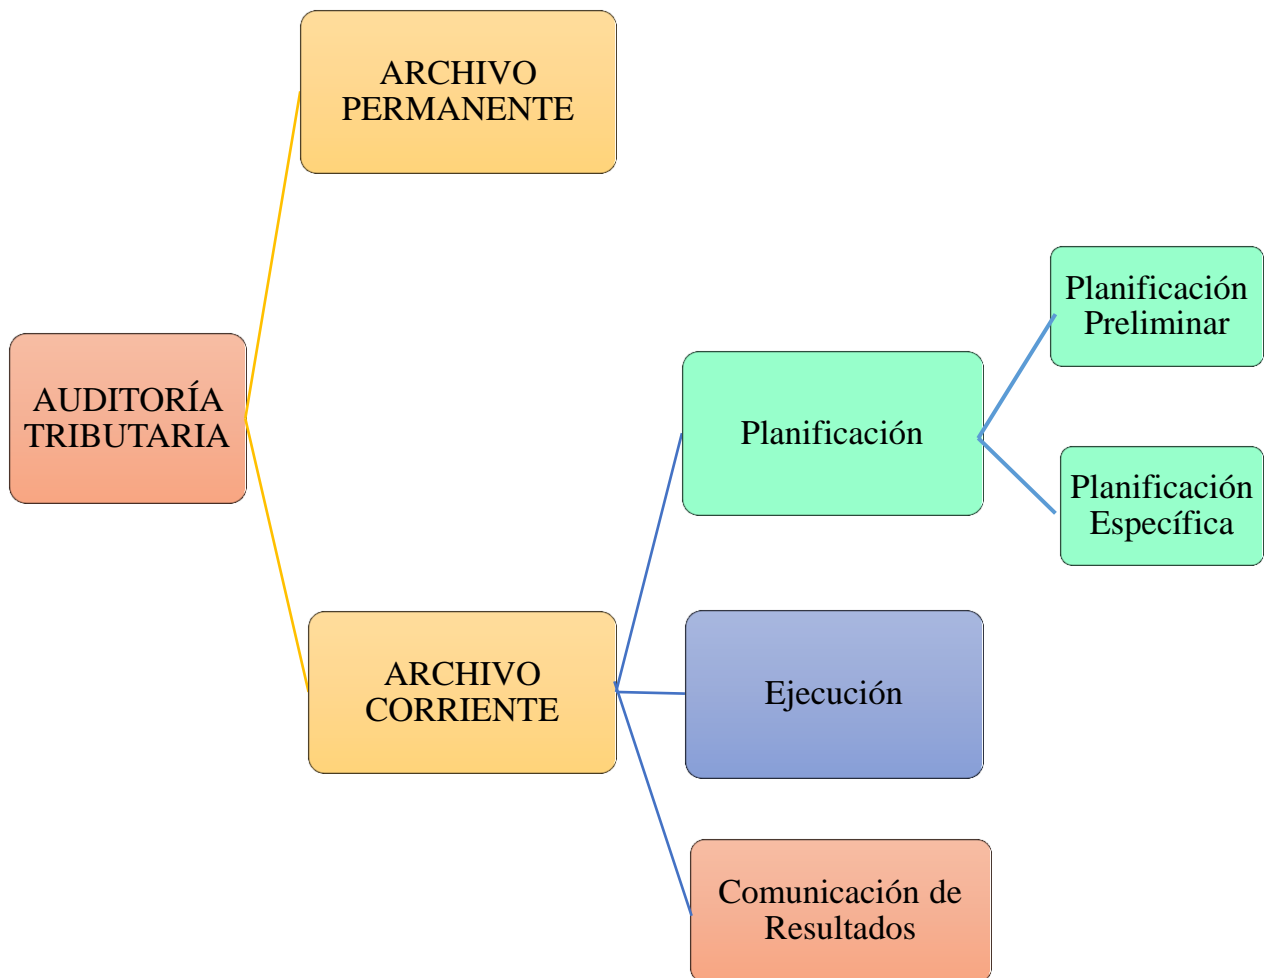 ARCHIVO
PERMANENTE
AUDITORÍA
TRIBUTARIA
ARCHIVO
CORRIENTE
Planificación
Planificación
Preliminar
Planificación
Específica
Ejecución
Comunicación de
Resultados